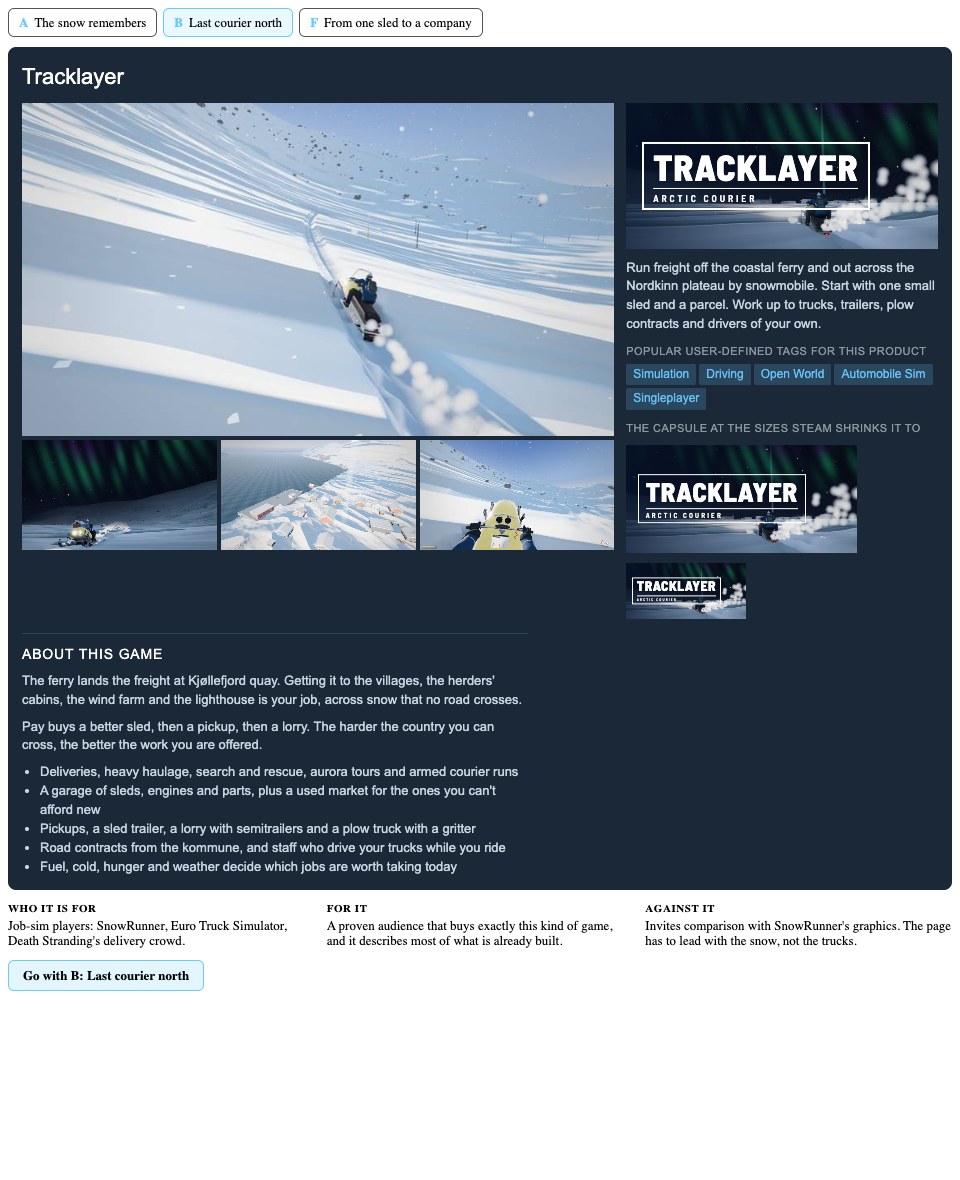 A The snow remembers
B Last courier north
F From one sled to a company
Tracklayer
TRACKLAYER
ARCTIC COURIER
Run freight off the coastal ferry and out across the
Nordkinn plateau by snowmobile. Start with one small
sled and a parcel. Work up to trucks, trailers, plow
contracts and drivers of your own.
POPULAR USER-DEFINED TAGS FOR THIS PRODUCT
Simulation
Driving
Open World
Automobile Sim
Singleplayer
THE CAPSULE AT THE SIZES STEAM SHRINKS IT TO
TRACKLAYER
ARCTIC COURIER
TRACKLAYER
ARCTIC COURIER
ABOUT THIS GAME
The ferry lands the freight at Kjøllefjord quay. Getting it to the villages, the herders'
cabins, the wind farm and the lighthouse is your job, across snow that no road crosses.
Pay buys a better sled, then a pickup, then a lorry. The harder the country you can
cross, the better the work you are offered.
• Deliveries, heavy haulage, search and rescue, aurora tours and armed courier runs
• A garage of sleds, engines and parts, plus a used market for the ones you can't
afford new
• Pickups, a sled trailer, a lorry with semitrailers and a plow truck with a gritter
• Road contracts from the kommune, and staff who drive your trucks while you ride
• Fuel, cold, hunger and weather decide which jobs are worth taking today
WHO IT IS FOR
Job-sim players: SnowRunner, Euro Truck Simulator,
Death Stranding's delivery crowd.
FOR IT
A proven audience that buys exactly this kind of game,
and it describes most of what is already built.
AGAINST IT
Invites comparison with SnowRunner's graphics. The page
has to lead with the snow, not the trucks.
Go with B: Last courier north